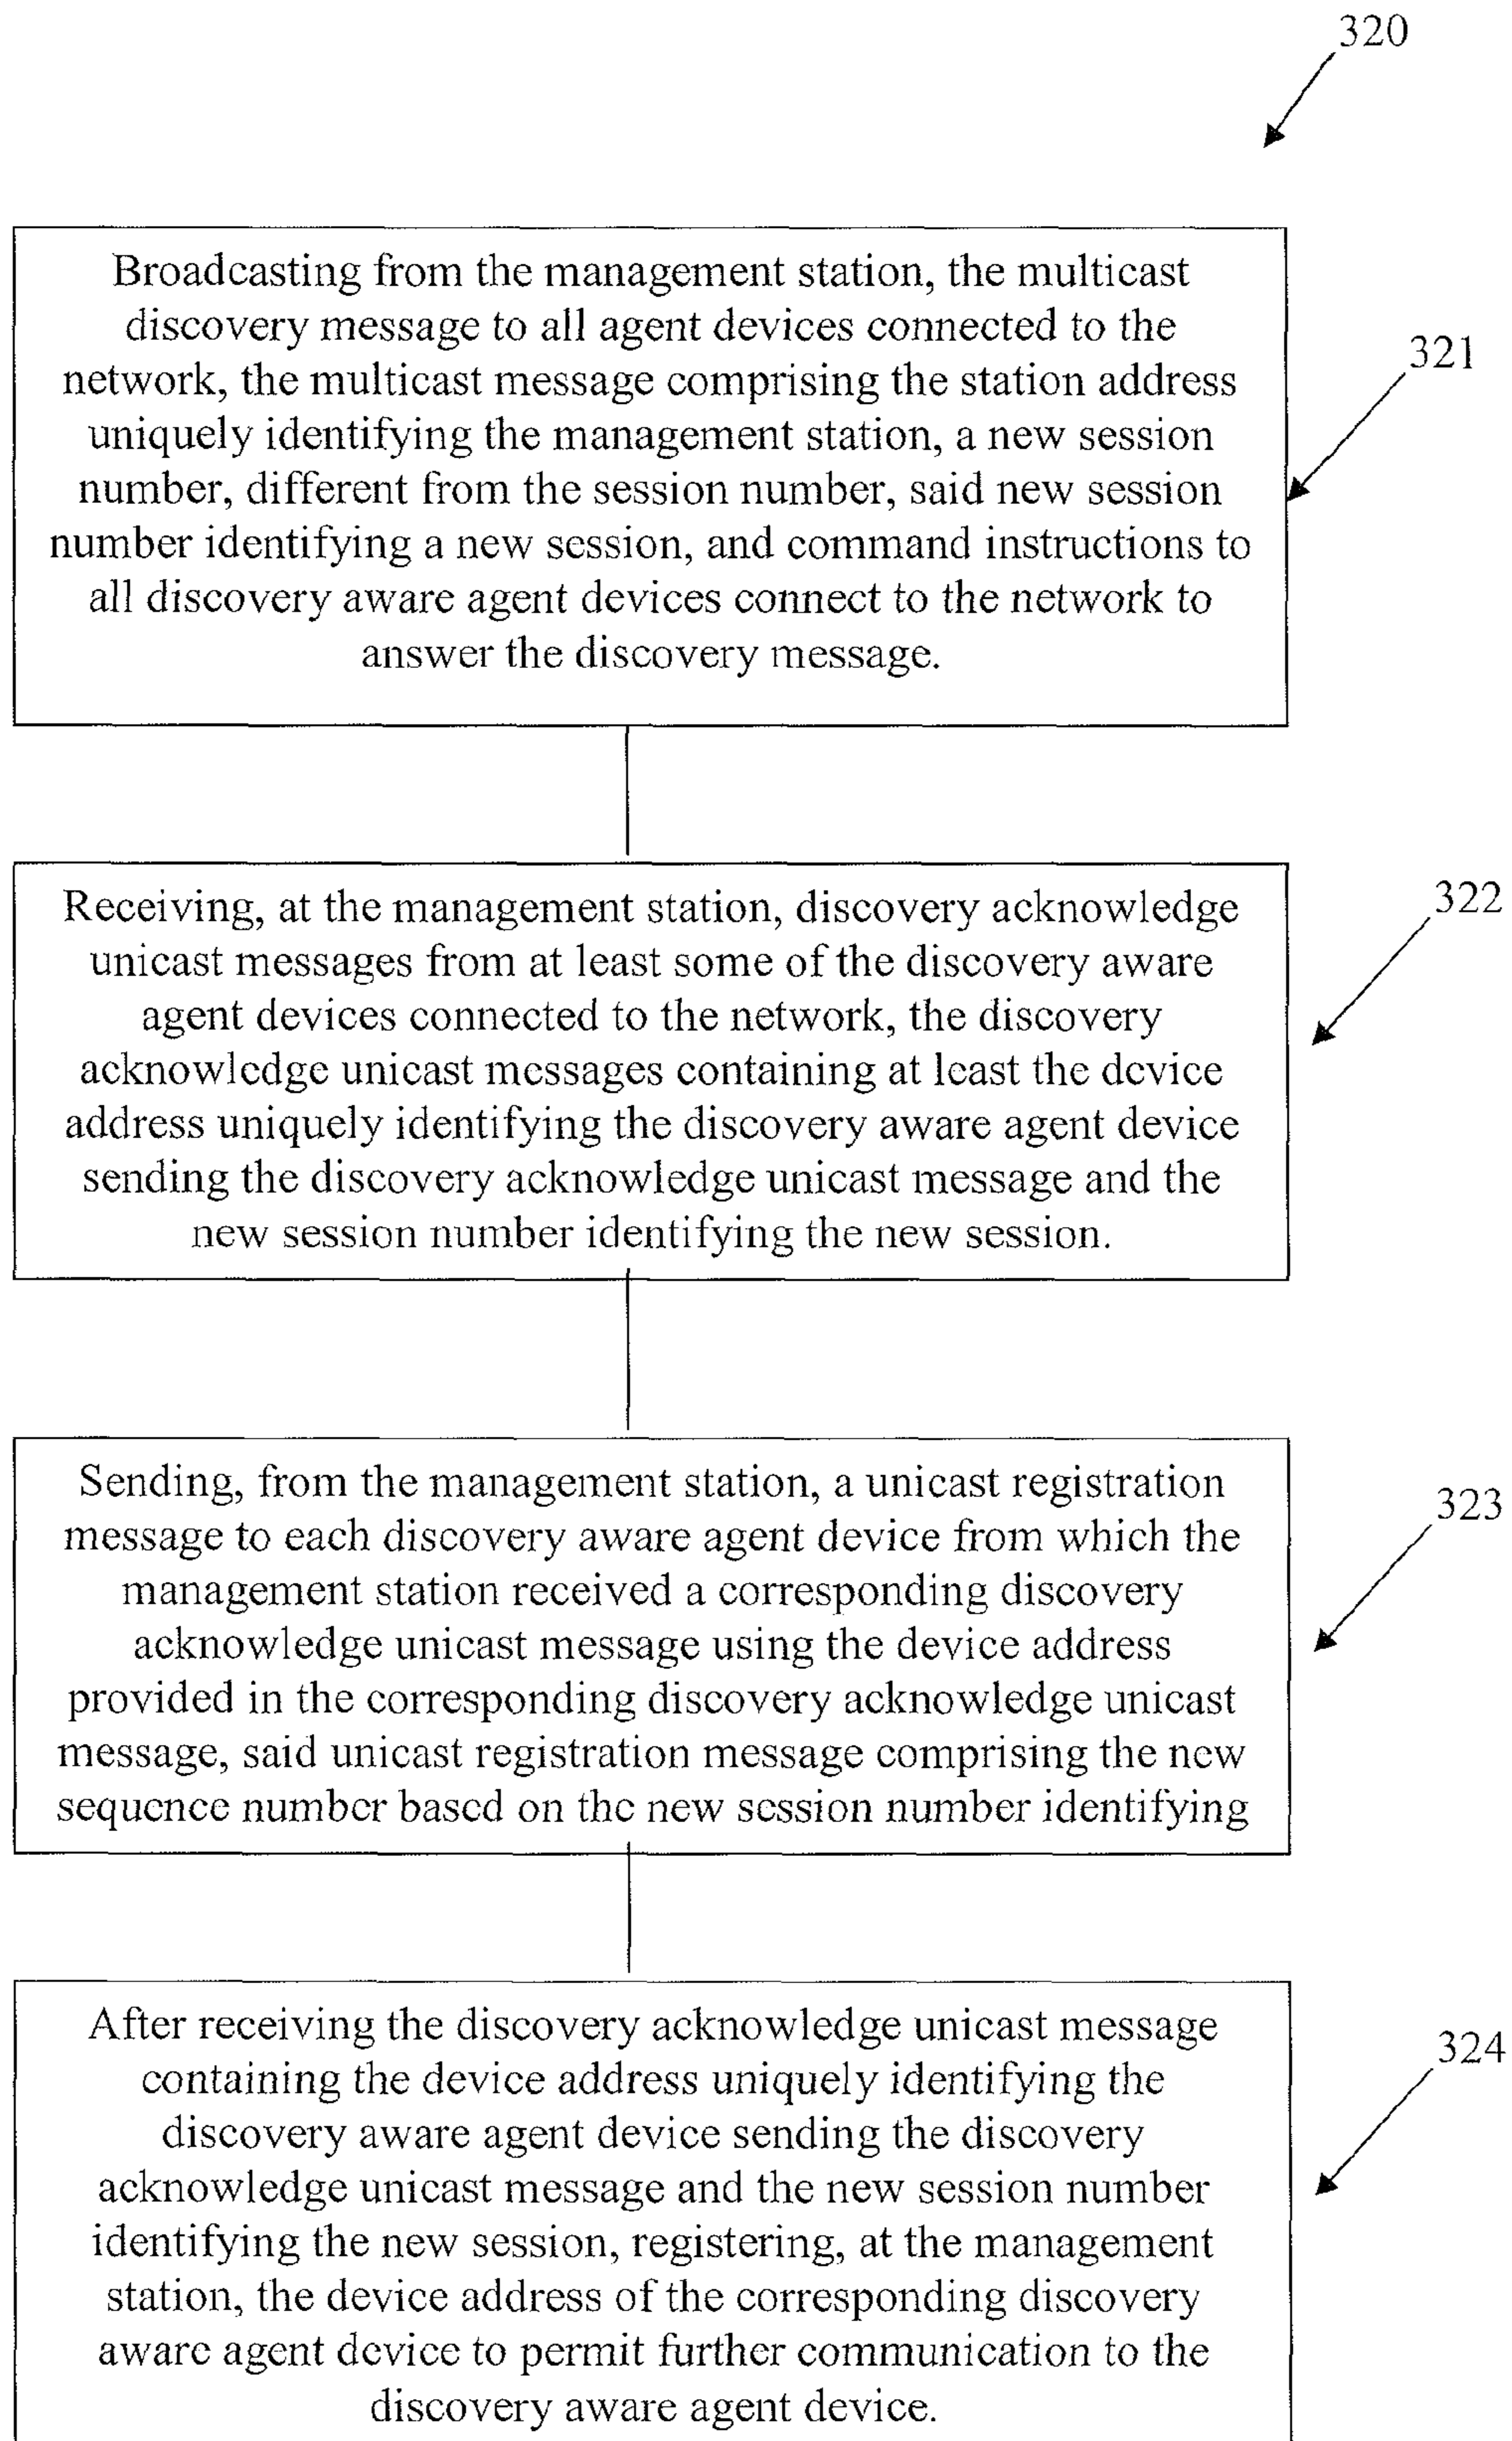 320
Broadcasting from the management station, the multicast
discovery message to all agent devices connected to the
network, the multicast message comprising the station address
uniquely identifying the management station, a new session
number, different from the session number, said new session
number identifying a new session, and command instructions to
all discovery aware agent devices connect to the network to
answer the discovery message.
321
Receiving, at the management station, discovery acknowledge
unicast messages from at least some of the discovery aware
agent devices connected to the network, the discovery
acknowledge unicast messages containing at least the device
address uniquely identifying the discovery aware agent device
sending the discovery acknowledge unicast message and the
new session number identifying the new session.
322
Sending, from the management station, a unicast registration
message to each discovery aware agent device from which the
management station received a corresponding discovery
acknowledge unicast message using the device address
provided in the corresponding discovery acknowledge unicast
message, said unicast registration message comprising the new
sequence number based on the new session number identifying
323
After receiving the discovery acknowledge unicast message
containing the device address uniquely identifying the
discovery aware agent device sending the discovery
acknowledge unicast message and the new session number
identifying the new session, registering, at the management
station, the device address of the corresponding discovery
aware agent device to permit further communication to the
discovery aware agent device.
324